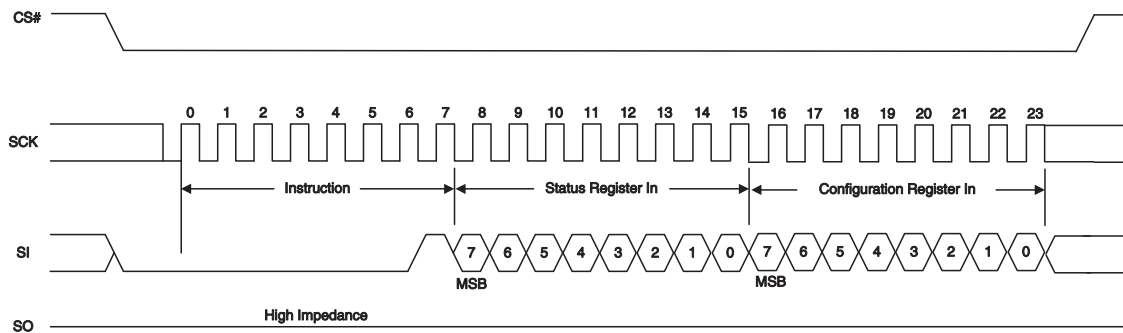 CS#
0 1 2 3 4 5 6 7 8 9 10 11 12 13 14 15 16 17 18 19 20 21 22 23
SCK
Instruction Status Register In Configuration Register In
SI 7 6 5 4 3 2 1 0 7 6 5 4 3 2 1 0
MSB MSB
High Impedance
SO